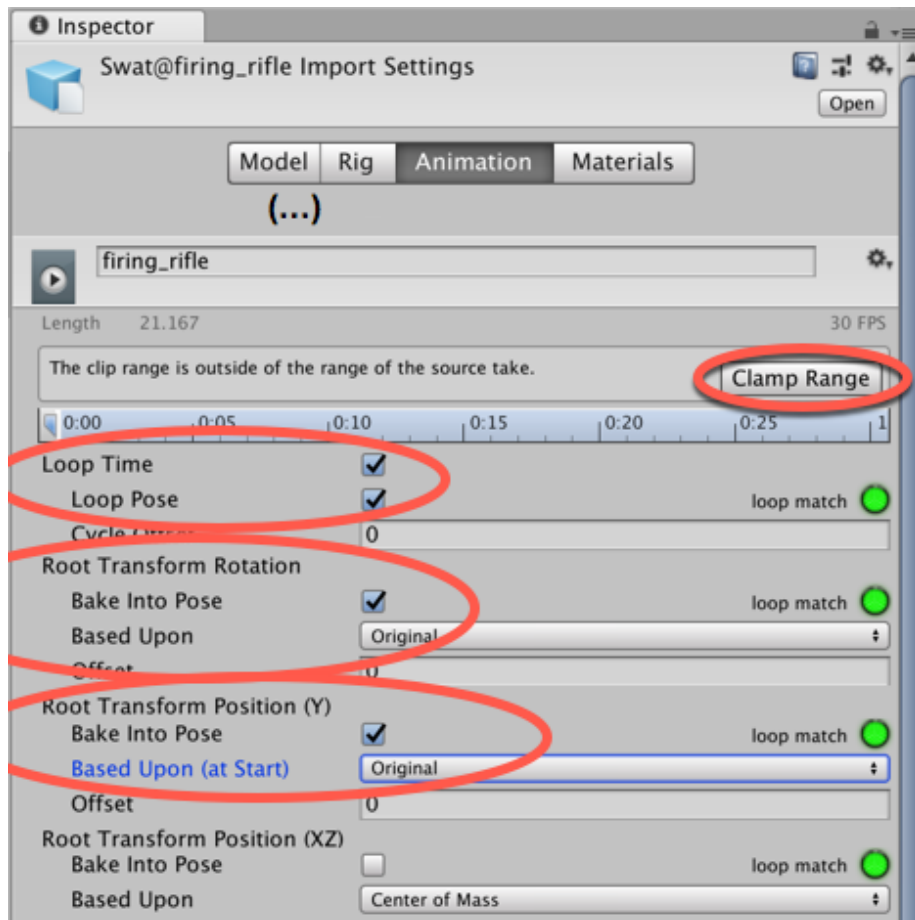 Inspector
Swat@firing_rifle Import Settings
Open
Model Rig Animation Materials
(...)
firing_rifle
Length 21.167 30 FPS
The clip range is outside of the range of the source take.
Clamp Range
0:00 0:05 0:10 0:15 0:20 0:25 1
Loop Time
Loop Pose loop match
Cycle Offset 0
Root Transform Rotation
Bake Into Pose loop match
Based Upon Original
Offset 0
Root Transform Position (Y)
Bake Into Pose loop match
Based Upon (at Start) Original
Offset 0
Root Transform Position (XZ)
Bake Into Pose loop match
Based Upon Center of Mass